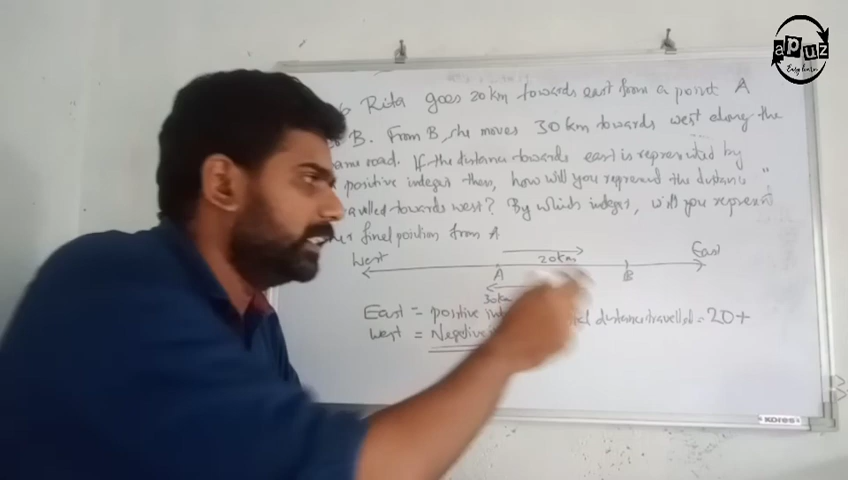 Rita goes 20 km towards east from a point A
B. From B, she moves 30 km towards west along the
road. If the distance towards east is represented by
positive integer then, how will you represent the distance
travelled towards west? By which integer, will you represent
final position from A
West East
20km
A B
30km
East = positive
West = Negetive
distance travelled = 20 +
apuz
Easy learn
KORES